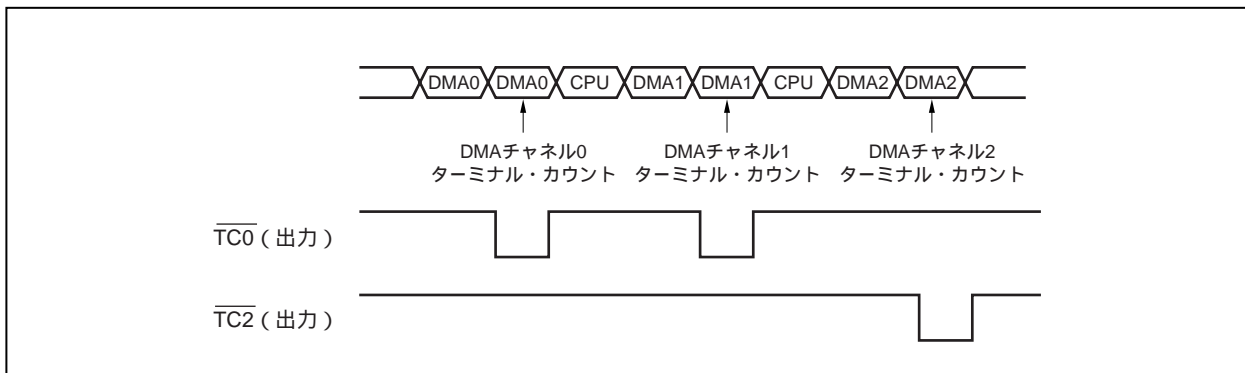 DMA0 DMA0 CPU DMA1 DMA1 CPU DMA2 DMA2
DMAチャネル0 DMAチャネル1 DMAチャネル2
ターミナル・カウント ターミナル・カウント ターミナル・カウント
TC0（出力）
TC2（出力）